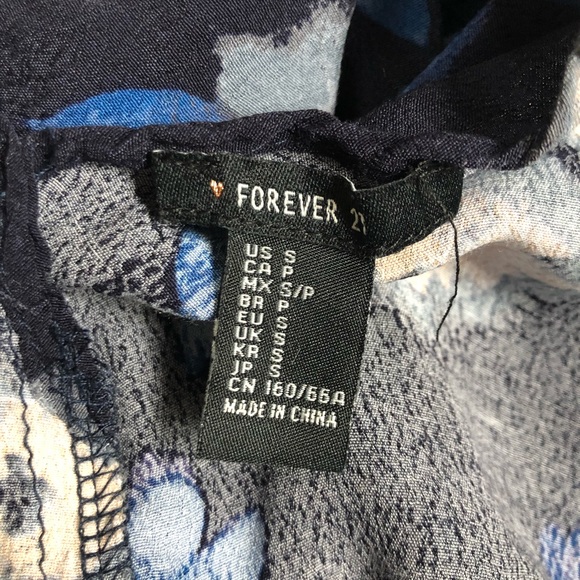 FOREVER 21
US S
CA P
MX S/P
BR P
EU S
UK S
KR S
JP S
CN 160/66A
MADE IN CHINA